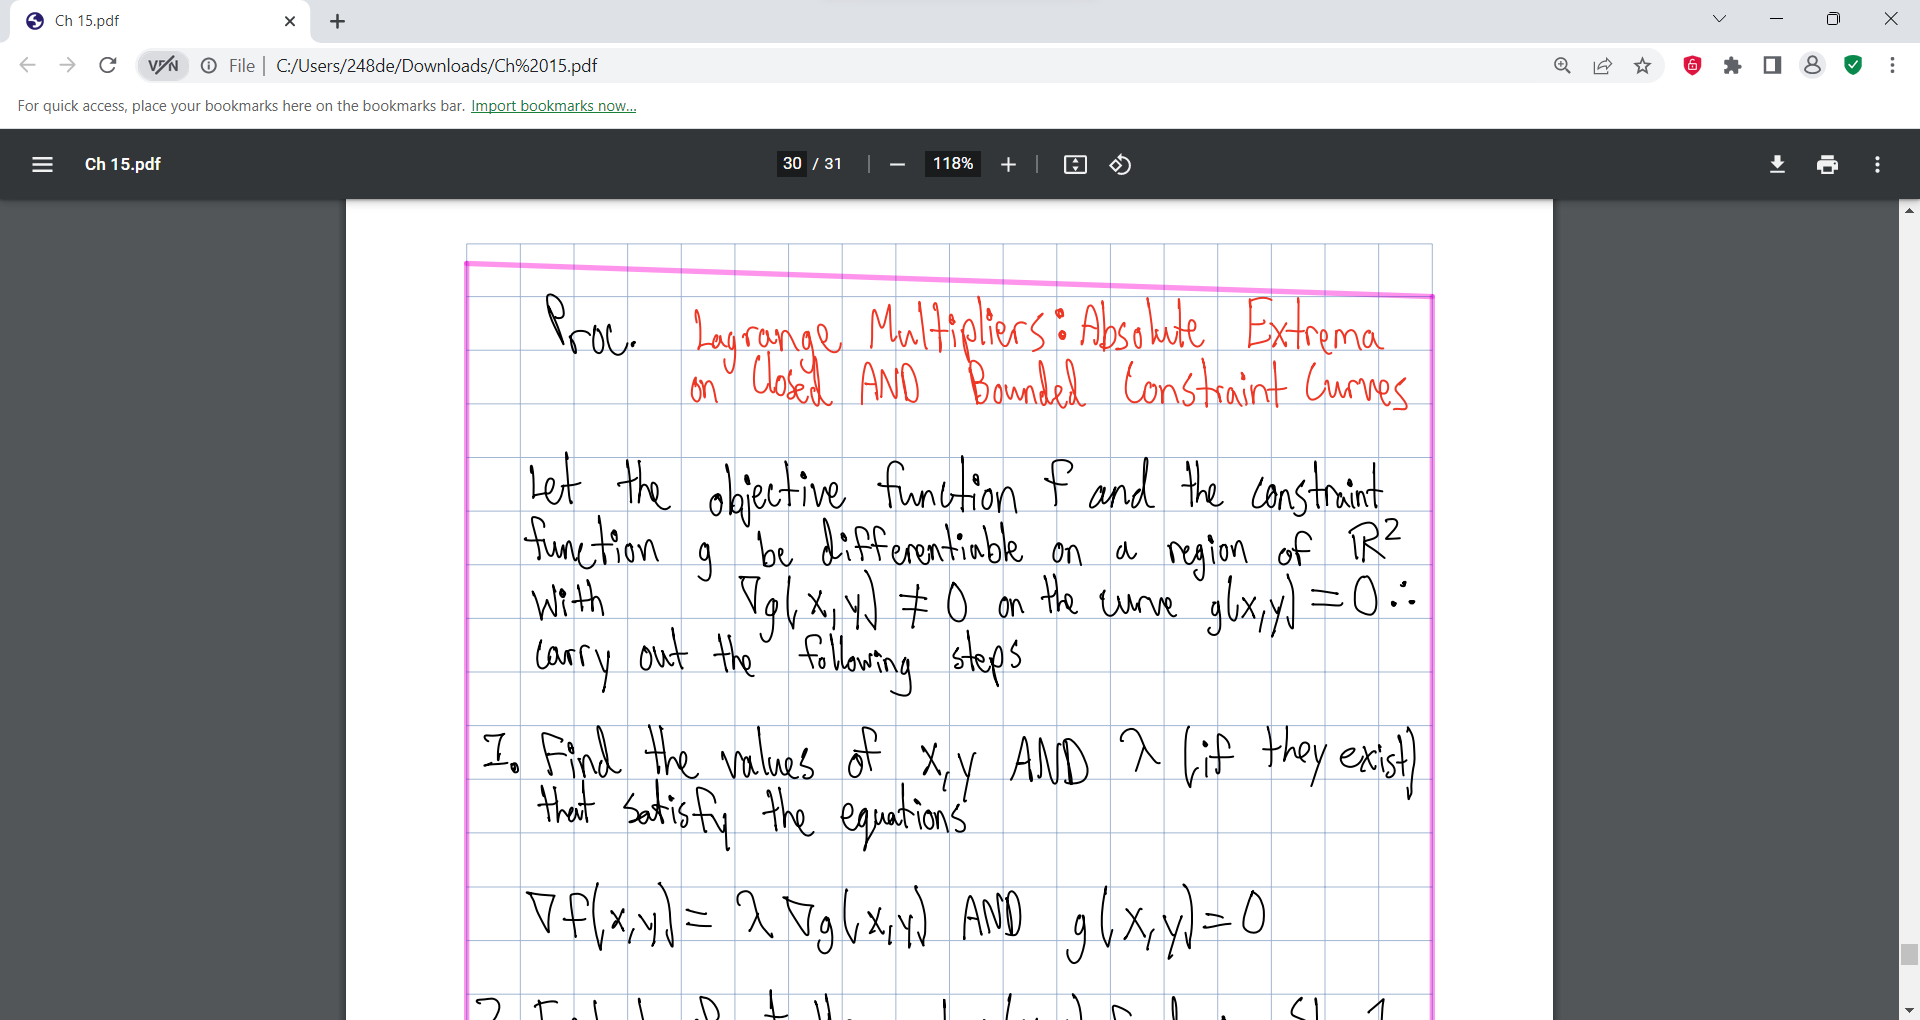 Ch 15.pdf
VPN File C:/Users/248de/Downloads/Ch%2015.pdf
For quick access, place your bookmarks here on the bookmarks bar. Import bookmarks now...
Ch 15.pdf 30 / 31 118%
Proc. Lagrange Multipliers: Absolute Extrema
on Closed AND Bounded Constraint Curves
Let the objective function f and the constraint
function g be differentiable on a region of ℝ²
with ∇g(x,y) ≠ 0 on the curve g(x,y) = 0 ∴
carry out the following steps
1. Find the values of x,y AND λ (if they exist)
that satisfy the equations
∇f(x,y) = λ ∇g(x,y) AND g(x,y) = 0